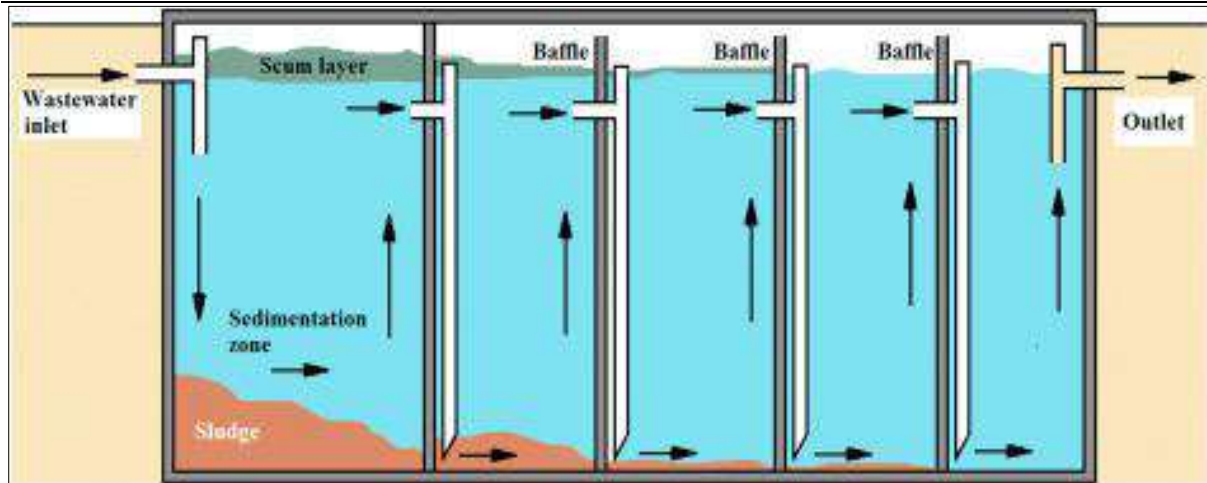 Scum layer
Baffle
Baffle
Baffle
Wastewater
inlet
Outlet
Sedimentation
zone
Sludge